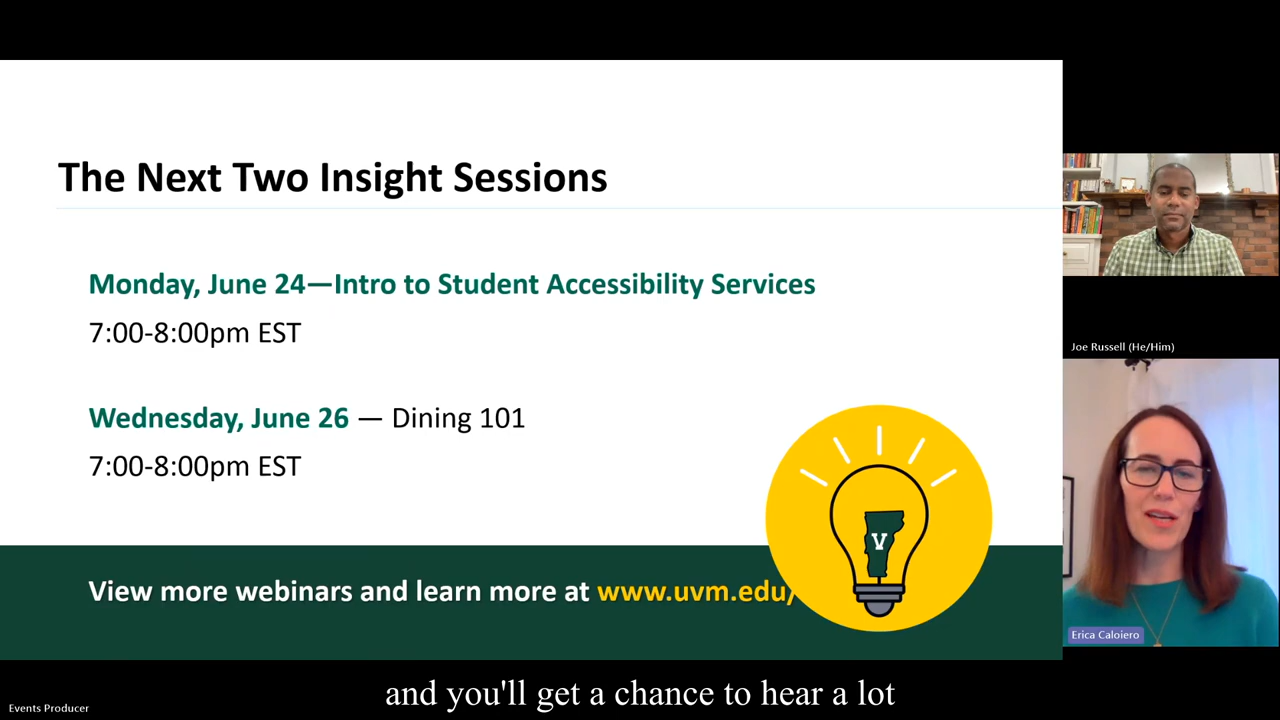 The Next Two Insight Sessions
Monday, June 24—Intro to Student Accessibility Services
7:00-8:00pm EST
Wednesday, June 26 — Dining 101
7:00-8:00pm EST
View more webinars and learn more at www.uvm.edu/
V
Joe Russell (He/Him)
Erica Caloiero
and you'll get a chance to hear a lot
Events Producer